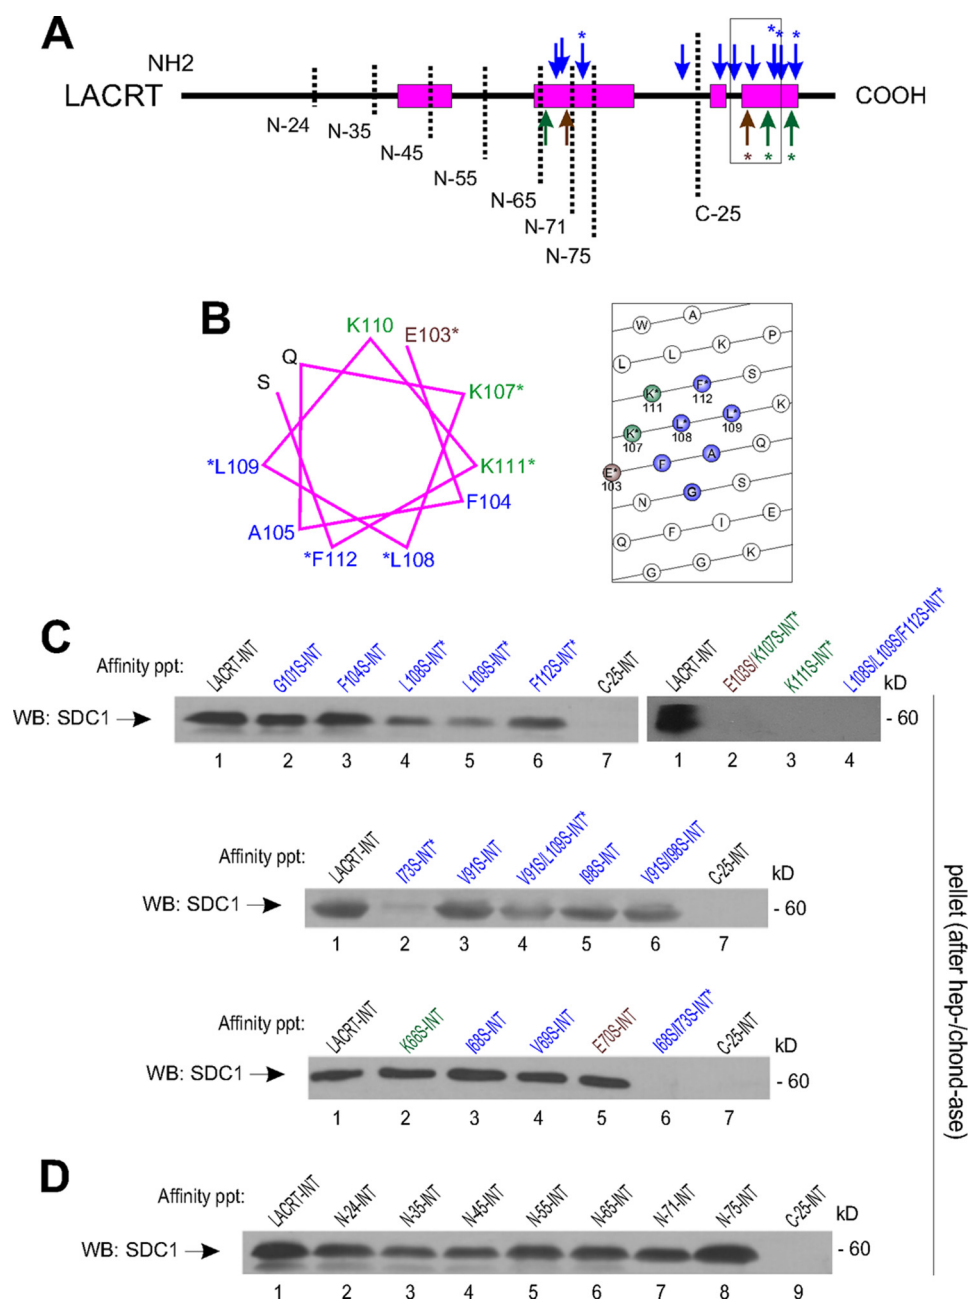 A
NH2
LACRT
COOH
* * * *
* * *
N-24
N-35
N-45
N-55
N-65
N-71
N-75
C-25
B
K110
E103*
Q
S
K107*
*L109
K111*
A105
F104
*F112
*L108
W A
L L K P
K* F* S
111 112
K* L* L* K
107 108 109
E* F A Q
103
N G S
Q F I E
G G K
C
Affinity ppt: LACRT-INT G101S-INT F104S-INT L108S-INT* L109S-INT* F112S-INT* C-25-INT LACRT-INT E103S/K107S-INT* K111S-INT* L108S/L109S/F112S-INT*
kD
WB: SDC1
- 60
1 2 3 4 5 6 7 1 2 3 4
Affinity ppt: LACRT-INT I73S-INT* V91S-INT V91S/L109S-INT* I98S-INT V91S/I98S-INT C-25-INT
kD
WB: SDC1
- 60
1 2 3 4 5 6 7
Affinity ppt: LACRT-INT K66S-INT I68S-INT V69S-INT E70S-INT I68S/I73S-INT* C-25-INT
kD
WB: SDC1
- 60
1 2 3 4 5 6 7
pellet (after hep-/chond-ase)
D
Affinity ppt: LACRT-INT N-24-INT N-35-INT N-45-INT N-55-INT N-65-INT N-71-INT N-75-INT C-25-INT
kD
WB: SDC1
- 60
1 2 3 4 5 6 7 8 9